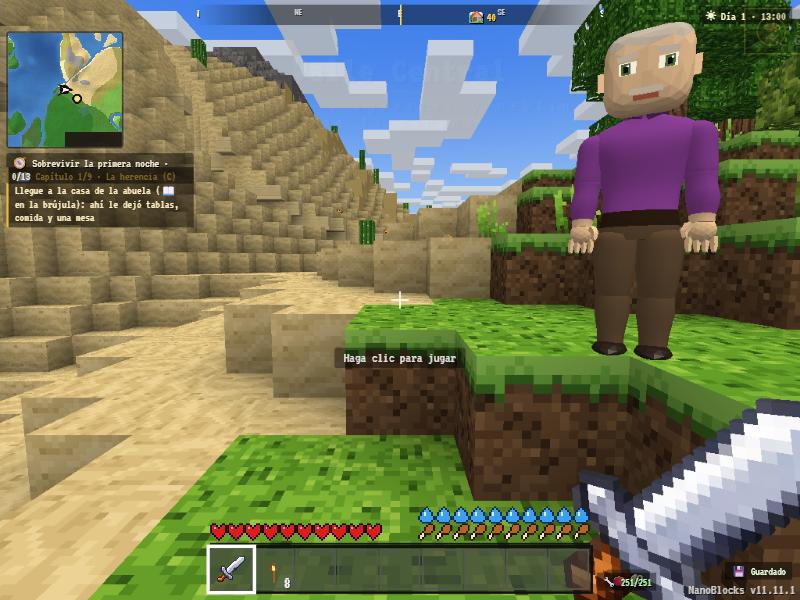 NE
40
SE
Día 1 · 13:00
Sobrevivir la primera noche ·
0/13 Capítulo 1/9 · La herencia (C)
Llegue a la casa de la abuela (
en la brújula): ahí le dejó tablas,
comida y una mesa
Haga clic para jugar
8
251/251
Guardado
NanoBlocks v11.11.1